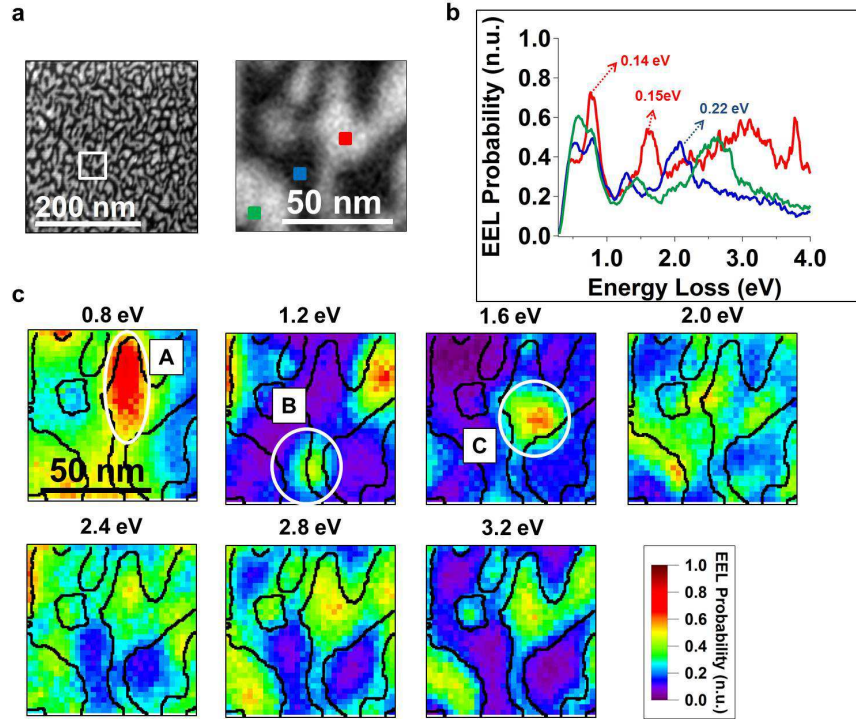 a
200 nm
50 nm
b
EEL Probability (n.u.)
1.0
0.8
0.6
0.4
0.2
0.0
0.14 eV
0.15eV
0.22 eV
1.0 2.0 3.0 4.0
Energy Loss (eV)
c
0.8 eV
A
50 nm
1.2 eV
B
1.6 eV
C
2.0 eV
2.4 eV
2.8 eV
3.2 eV
1.0
0.8
0.6
0.4
0.2
0.0
EEL Probability (n.u.)